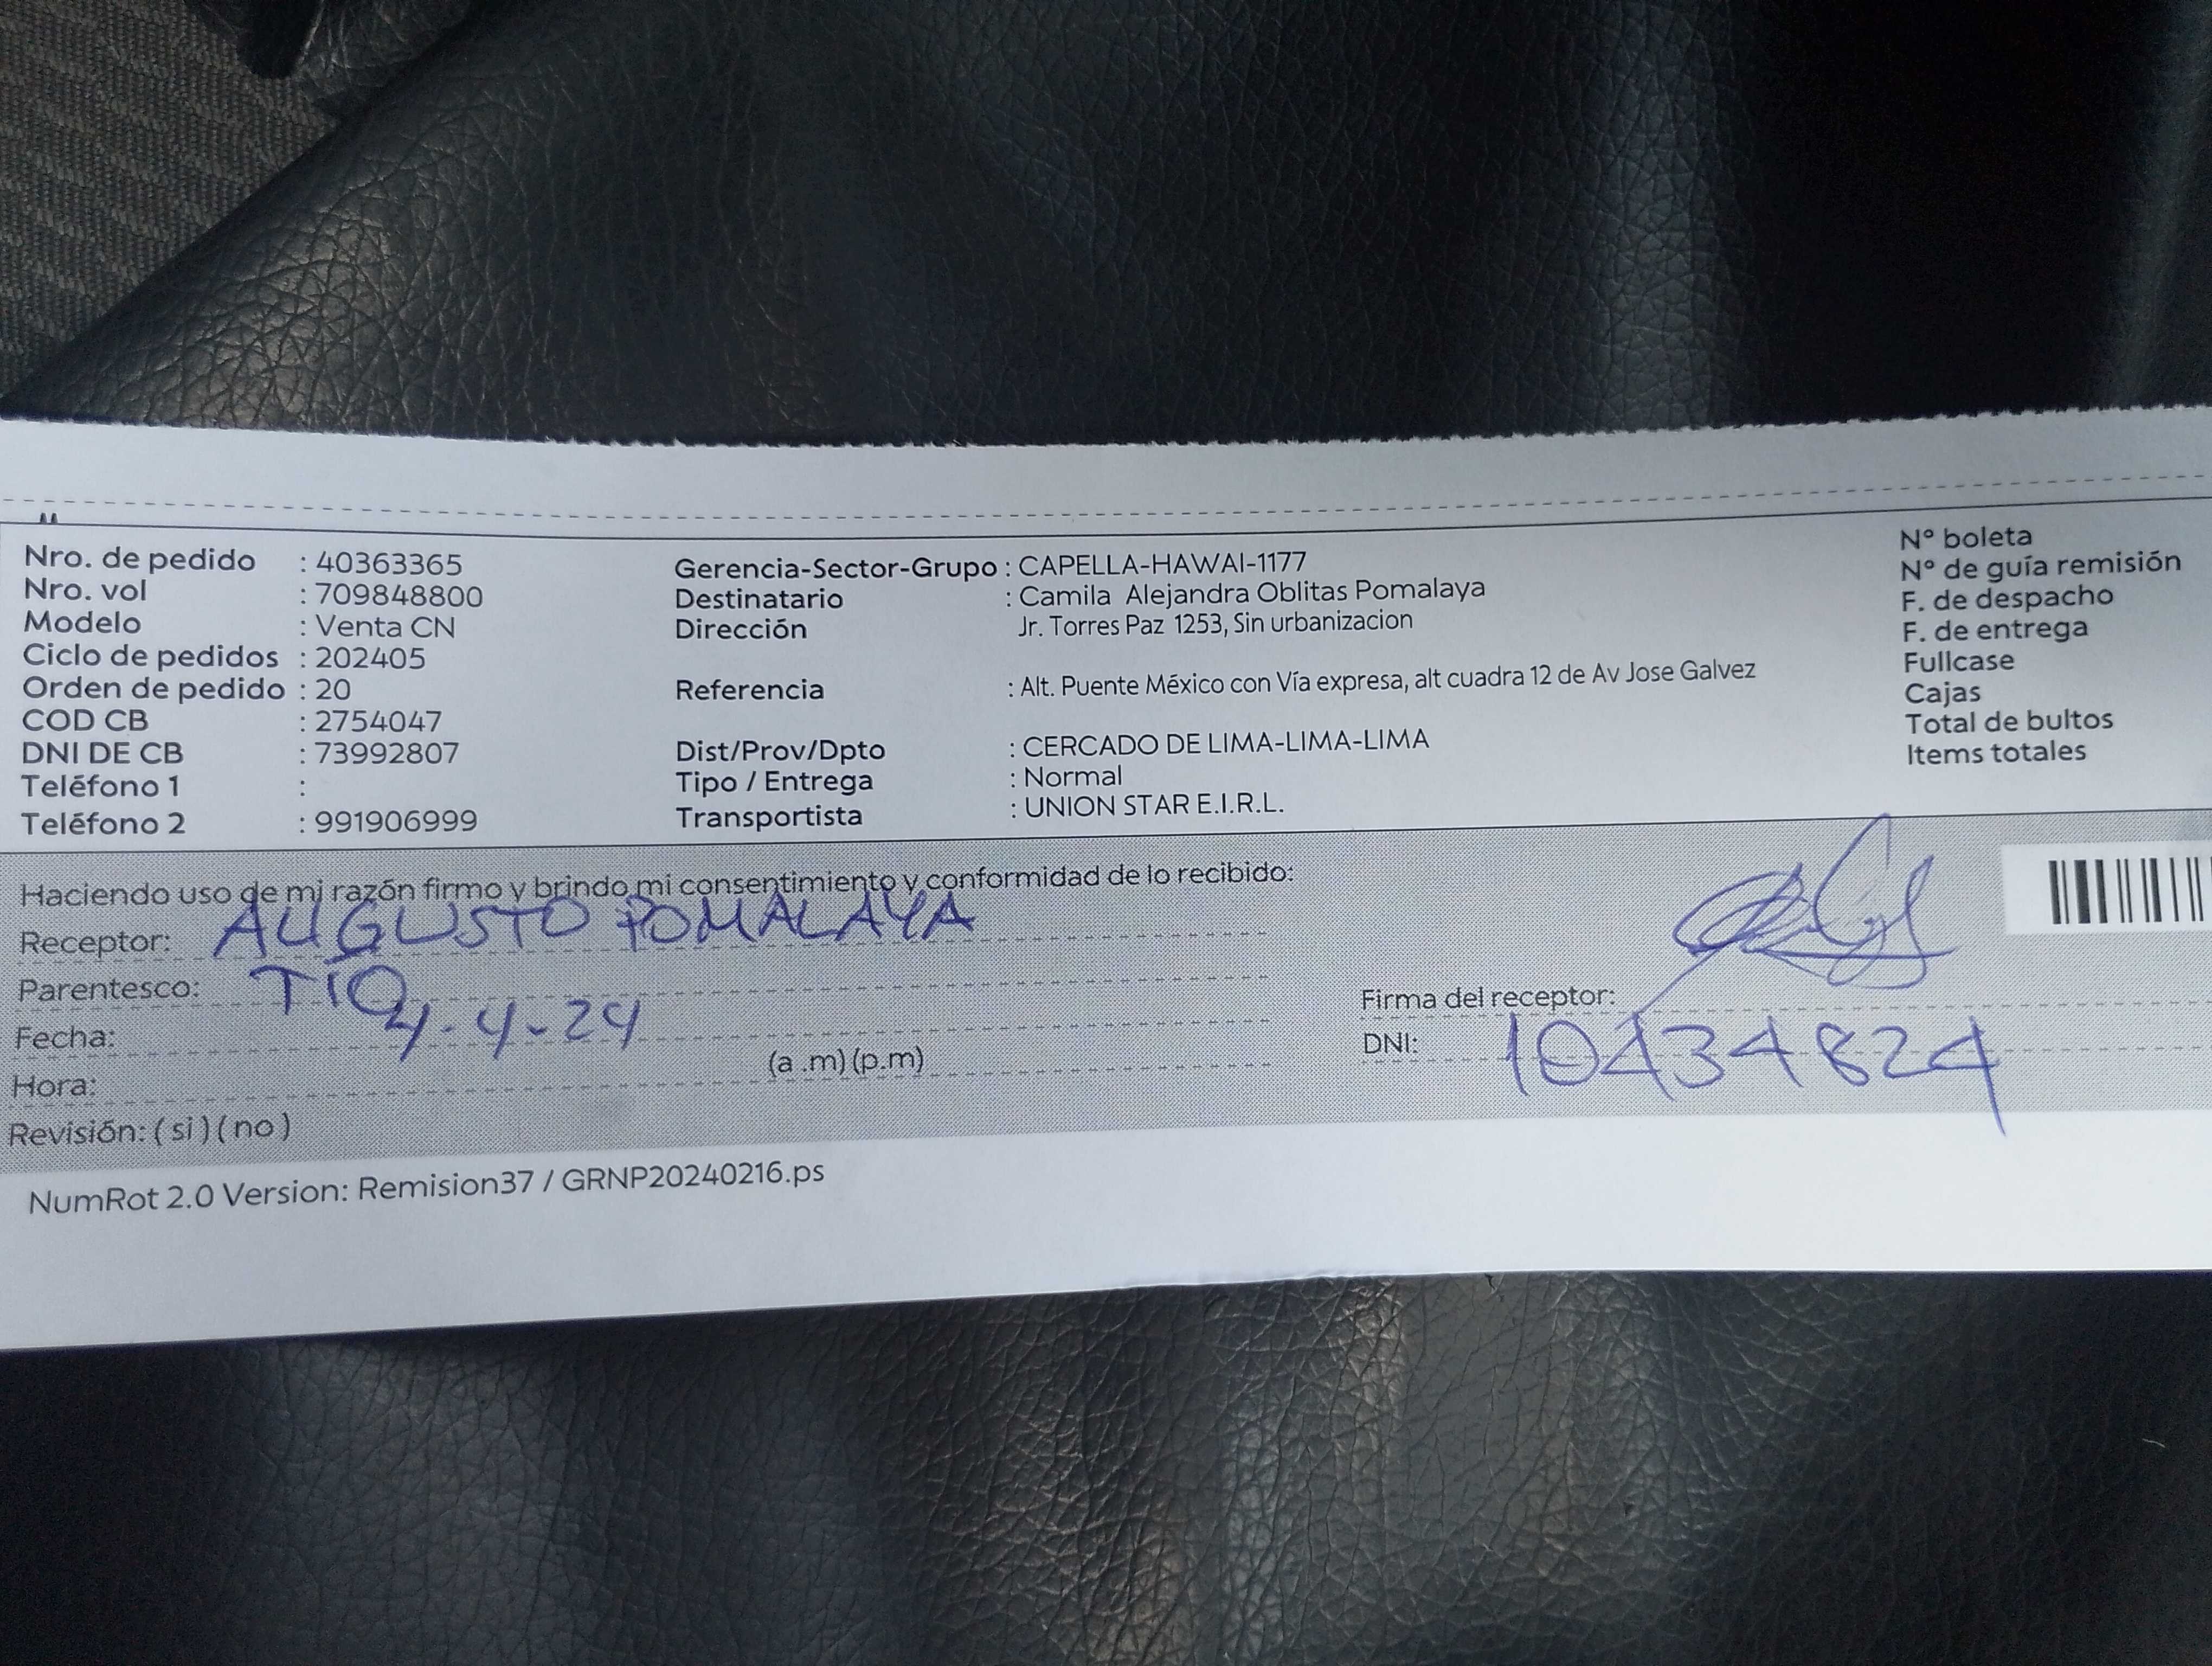 Nro. de pedido : 40363365
Nro. vol : 709848800
Modelo : Venta CN
Ciclo de pedidos : 202405
Orden de pedido : 20
COD CB : 2754047
DNI DE CB : 73992807
Teléfono 1 :
Teléfono 2 : 991906999
Gerencia-Sector-Grupo : CAPELLA-HAWAI-1177
Destinatario : Camila Alejandra Oblitas Pomalaya
Dirección Jr. Torres Paz 1253, Sin urbanizacion
Referencia : Alt. Puente México con Vía expresa, alt cuadra 12 de Av Jose Galvez
Dist/Prov/Dpto : CERCADO DE LIMA-LIMA-LIMA
Tipo / Entrega : Normal
Transportista : UNION STAR E.I.R.L.
N° boleta
N° de guía remisión
F. de despacho
F. de entrega
Fullcase
Cajas
Total de bultos
Items totales
Haciendo uso de mi razón firmo y brindo mi consentimiento y conformidad de lo recibido:
Receptor: AUGUSTO POMALAYA
Parentesco: TIO
Fecha: 4-4-24
Hora: (a .m) (p.m)
Revisión: ( si ) ( no )
Firma del receptor:
DNI: 10434824
NumRot 2.0 Version: Remision37 / GRNP20240216.ps